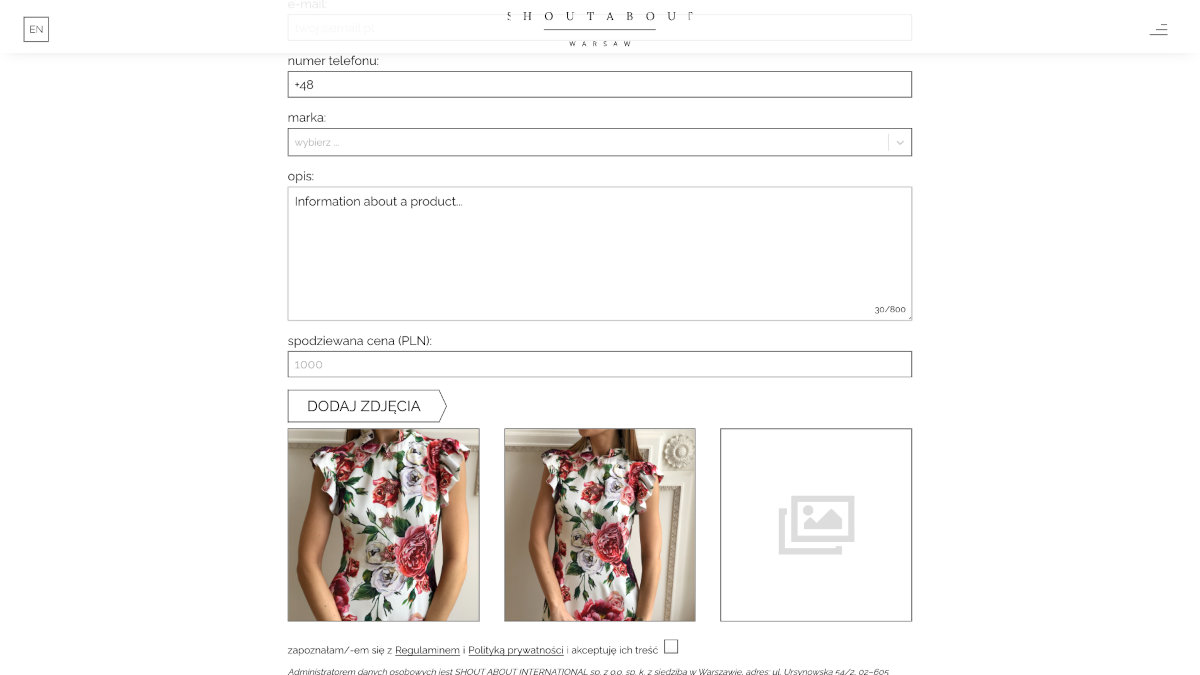 e-mail:
EN
SHOUTABOUT
WARSAW
numer telefonu:
+48
marka:
wybierz ...
opis:
Information about a product...
30/800
spodziewana cena (PLN):
1000
DODAJ ZDJĘCIA
zapoznałam/-em się z Regulaminem i Polityką prywatności i akceptuję ich treść
Administratorem danych osobowych jest SHOUT ABOUT INTERNATIONAL sp. z o.o. sp. k. z siedzibą w Warszawie, adres: ul. Ursynowska 54/2, 02-605